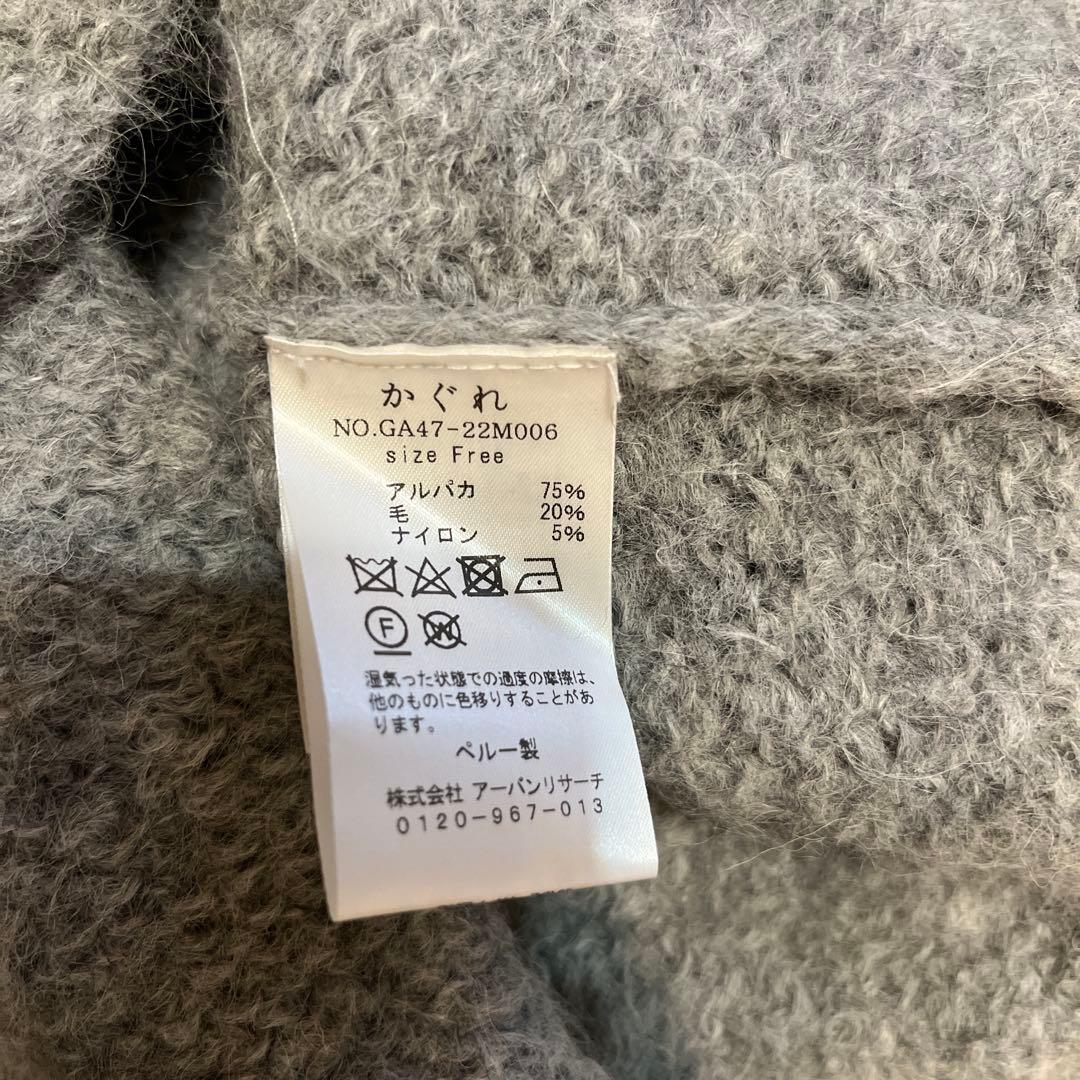 かぐれ
NO.GA47-22M006
size Free
アルパカ 75%
毛 20%
ナイロン 5%
F
W
湿気った状態での過度の摩擦は、
他のものに色移りすることがあ
ります。
ペルー製
株式会社 アーバンリサーチ
0120-967-013